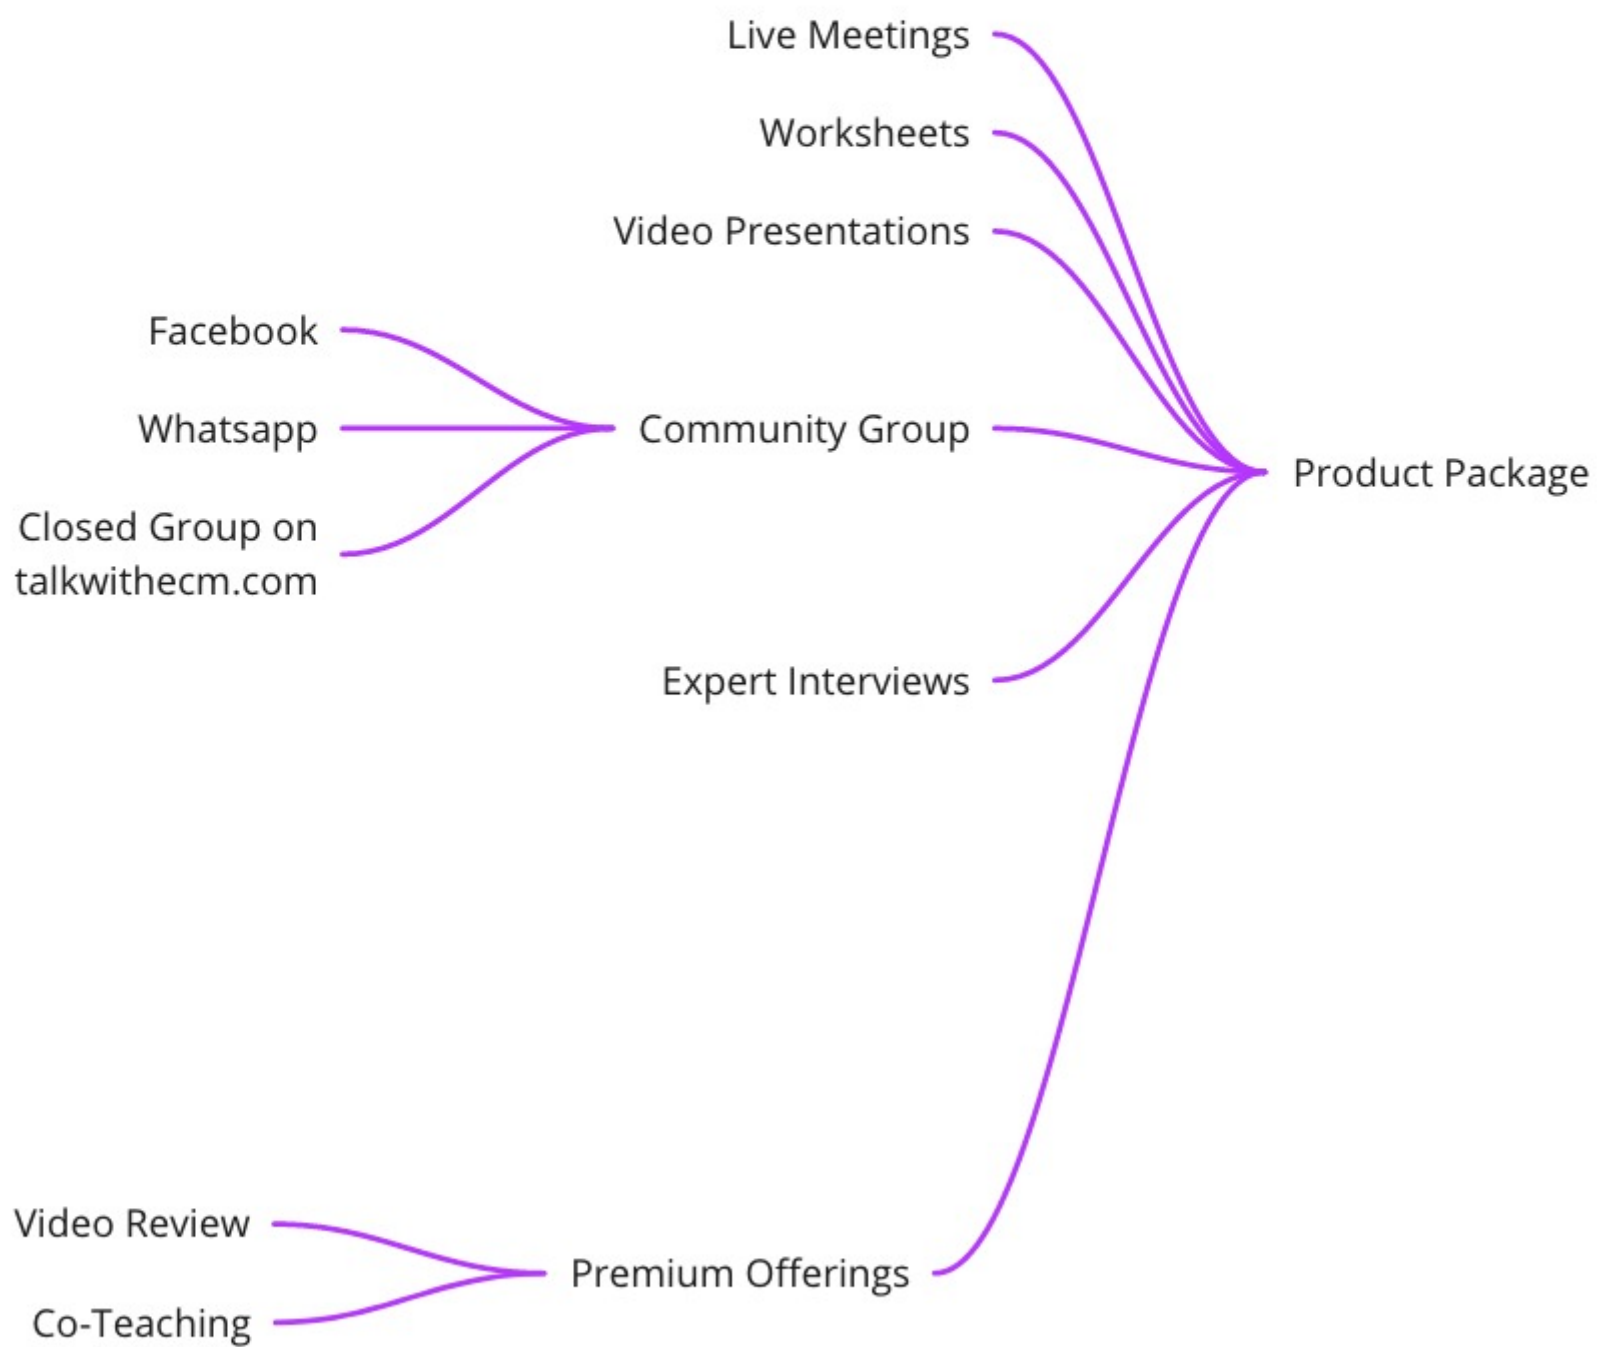 Live Meetings
Worksheets
Video Presentations
Facebook
Whatsapp
Community Group
Product Package
Closed Group on
talkwithecm.com
Expert Interviews
Video Review
Premium Offerings
Co-Teaching